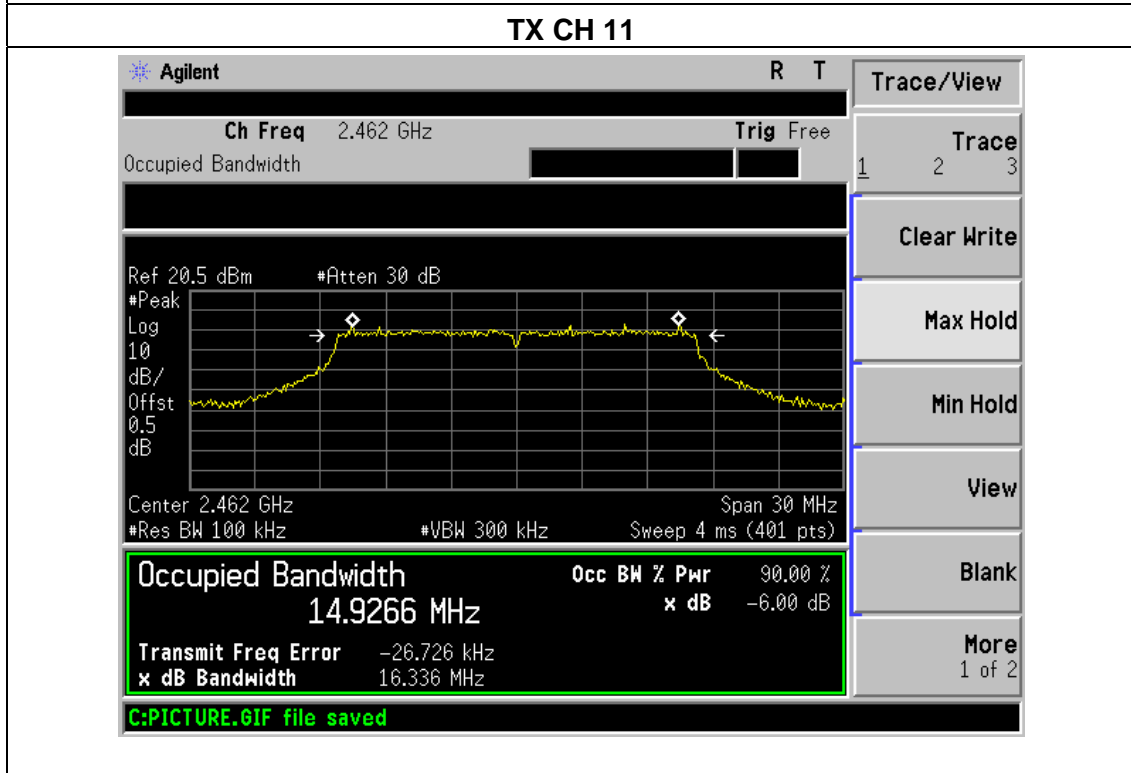 TX CH 11
Agilent R T
Trace/View
Ch Freq 2.462 GHz Trig Free
Occupied Bandwidth
Trace
1 2 3
Clear Write
Ref 20.5 dBm #Atten 30 dB
#Peak
Log
10
dB/
Offst
0.5
dB
Max Hold
Min Hold
View
Center 2.462 GHz Span 30 MHz
#Res BW 100 kHz #VBW 300 kHz Sweep 4 ms (401 pts)
Occupied Bandwidth Occ BW % Pwr 90.00 %
14.9266 MHz x dB -6.00 dB
Blank
Transmit Freq Error -26.726 kHz
x dB Bandwidth 16.336 MHz
More
1 of 2
C:PICTURE.GIF file saved